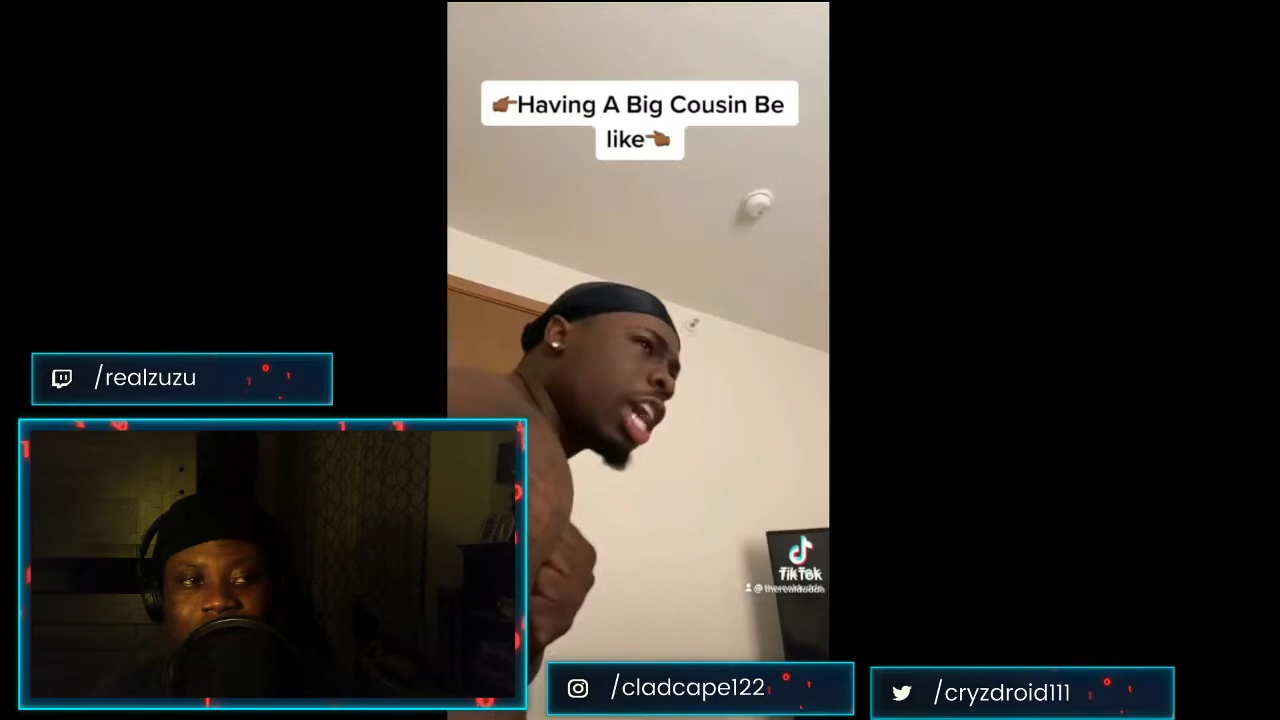 👉🏾Having A Big Cousin Be
like👈🏾
/realzuzu
TikTok
/cladcape122
/cryzdroid111